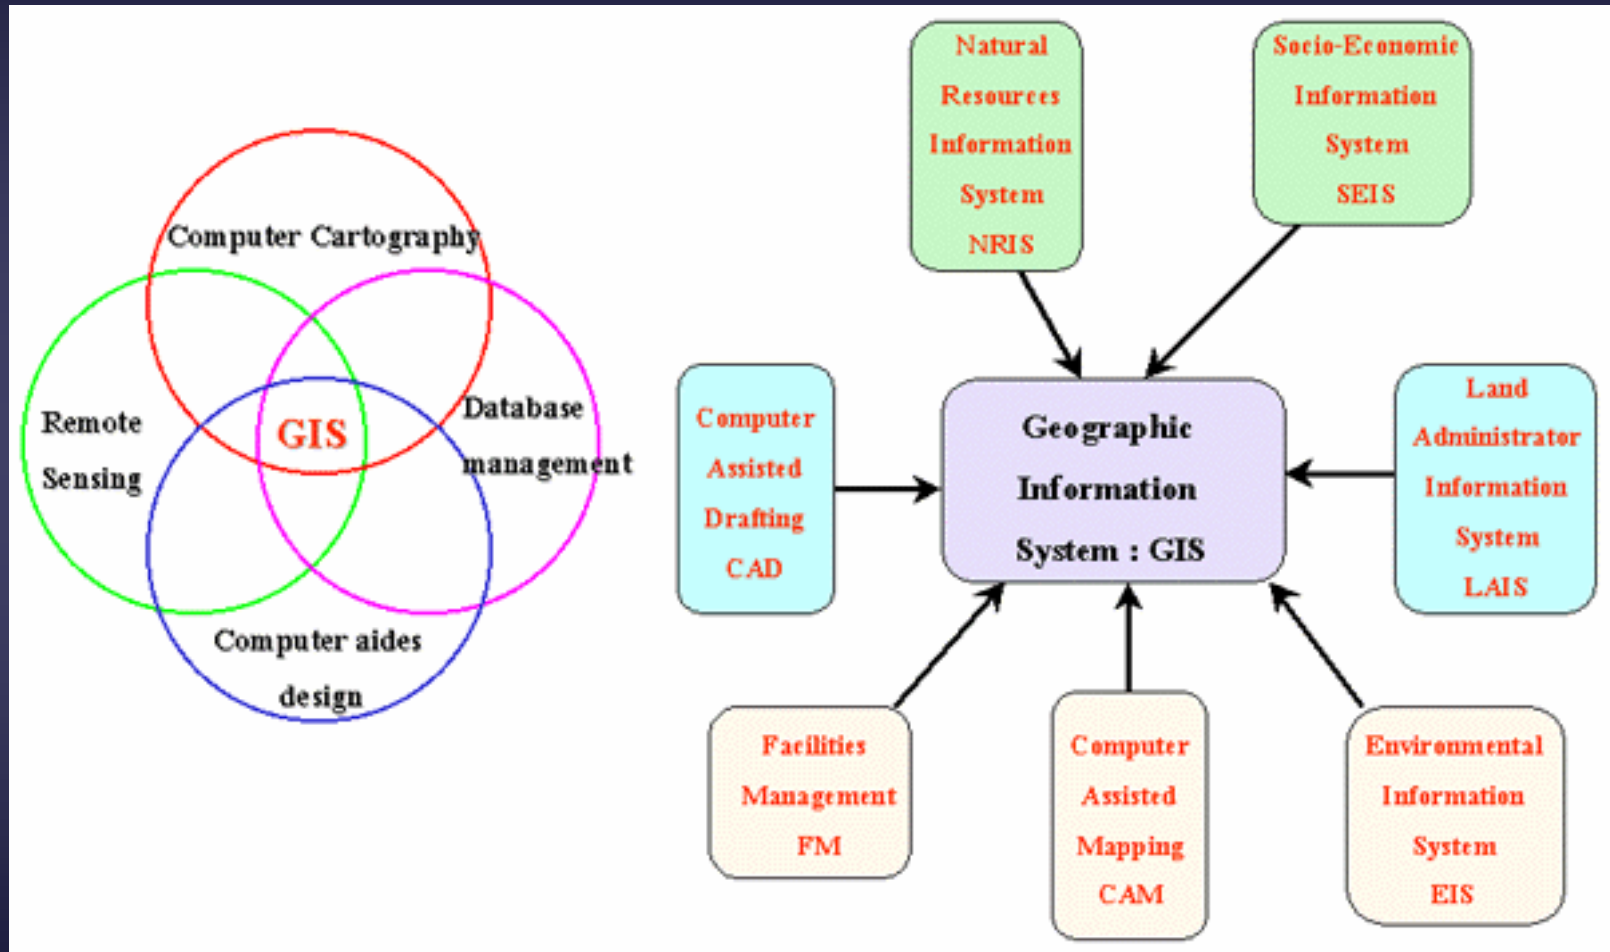 Computer Cartography
Remote
Sensing
GIS
Database
management
Computer aides
design
Natural
Resources
Information
System
NRIS
Socio-Economic
Information
System
SEIS
Computer
Assisted
Drafting
CAD
Geographic
Information
System : GIS
Land
Administrator
Information
System
LAIS
Facilities
Management
FM
Computer
Assisted
Mapping
CAM
Environmental
Information
System
EIS